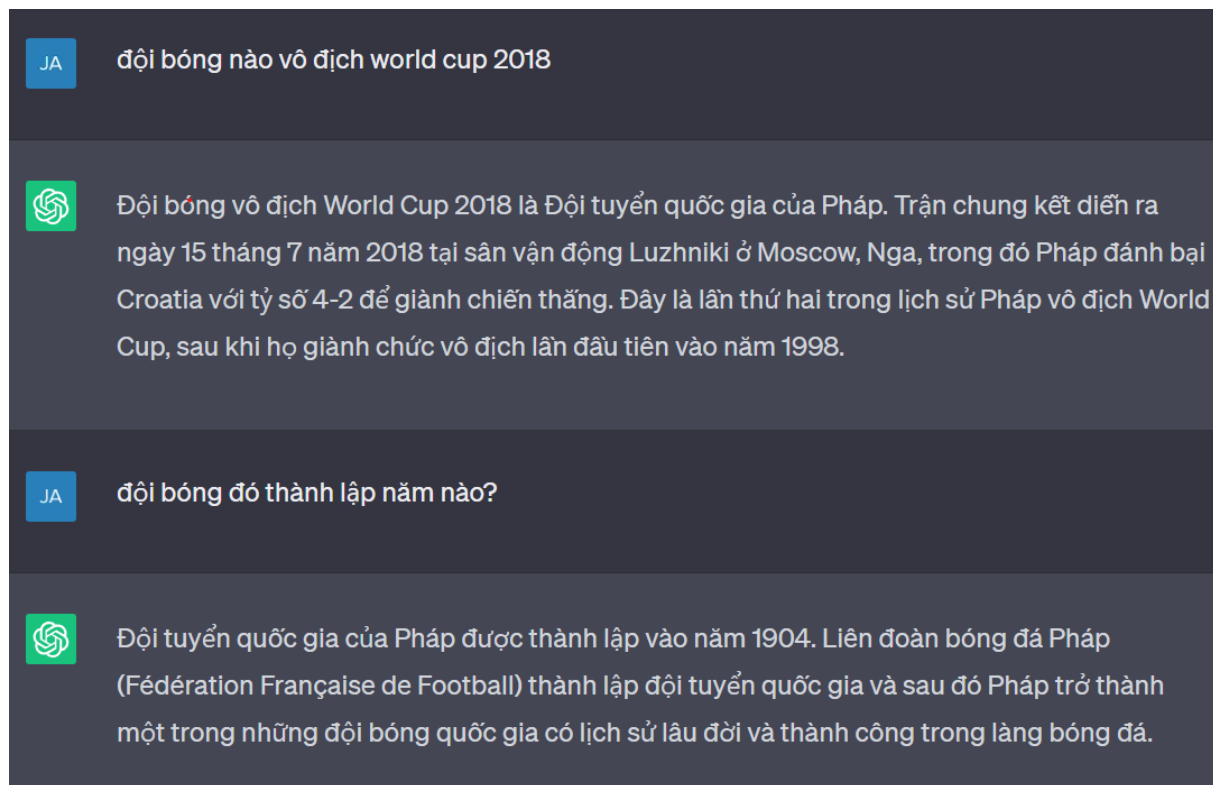 JA
đội bóng nào vô địch world cup 2018
Đội bóng vô địch World Cup 2018 là Đội tuyển quốc gia của Pháp. Trận chung kết diễn ra
ngày 15 tháng 7 năm 2018 tại sân vận động Luzhniki ở Moscow, Nga, trong đó Pháp đánh bại
Croatia với tỷ số 4-2 để giành chiến thắng. Đây là lần thứ hai trong lịch sử Pháp vô địch World
Cup, sau khi họ giành chức vô địch lần đầu tiên vào năm 1998.
JA
đội bóng đó thành lập năm nào?
Đội tuyển quốc gia của Pháp được thành lập vào năm 1904. Liên đoàn bóng đá Pháp
(Fédération Française de Football) thành lập đội tuyển quốc gia và sau đó Pháp trở thành
một trong những đội bóng quốc gia có lịch sử lâu đời và thành công trong làng bóng đá.